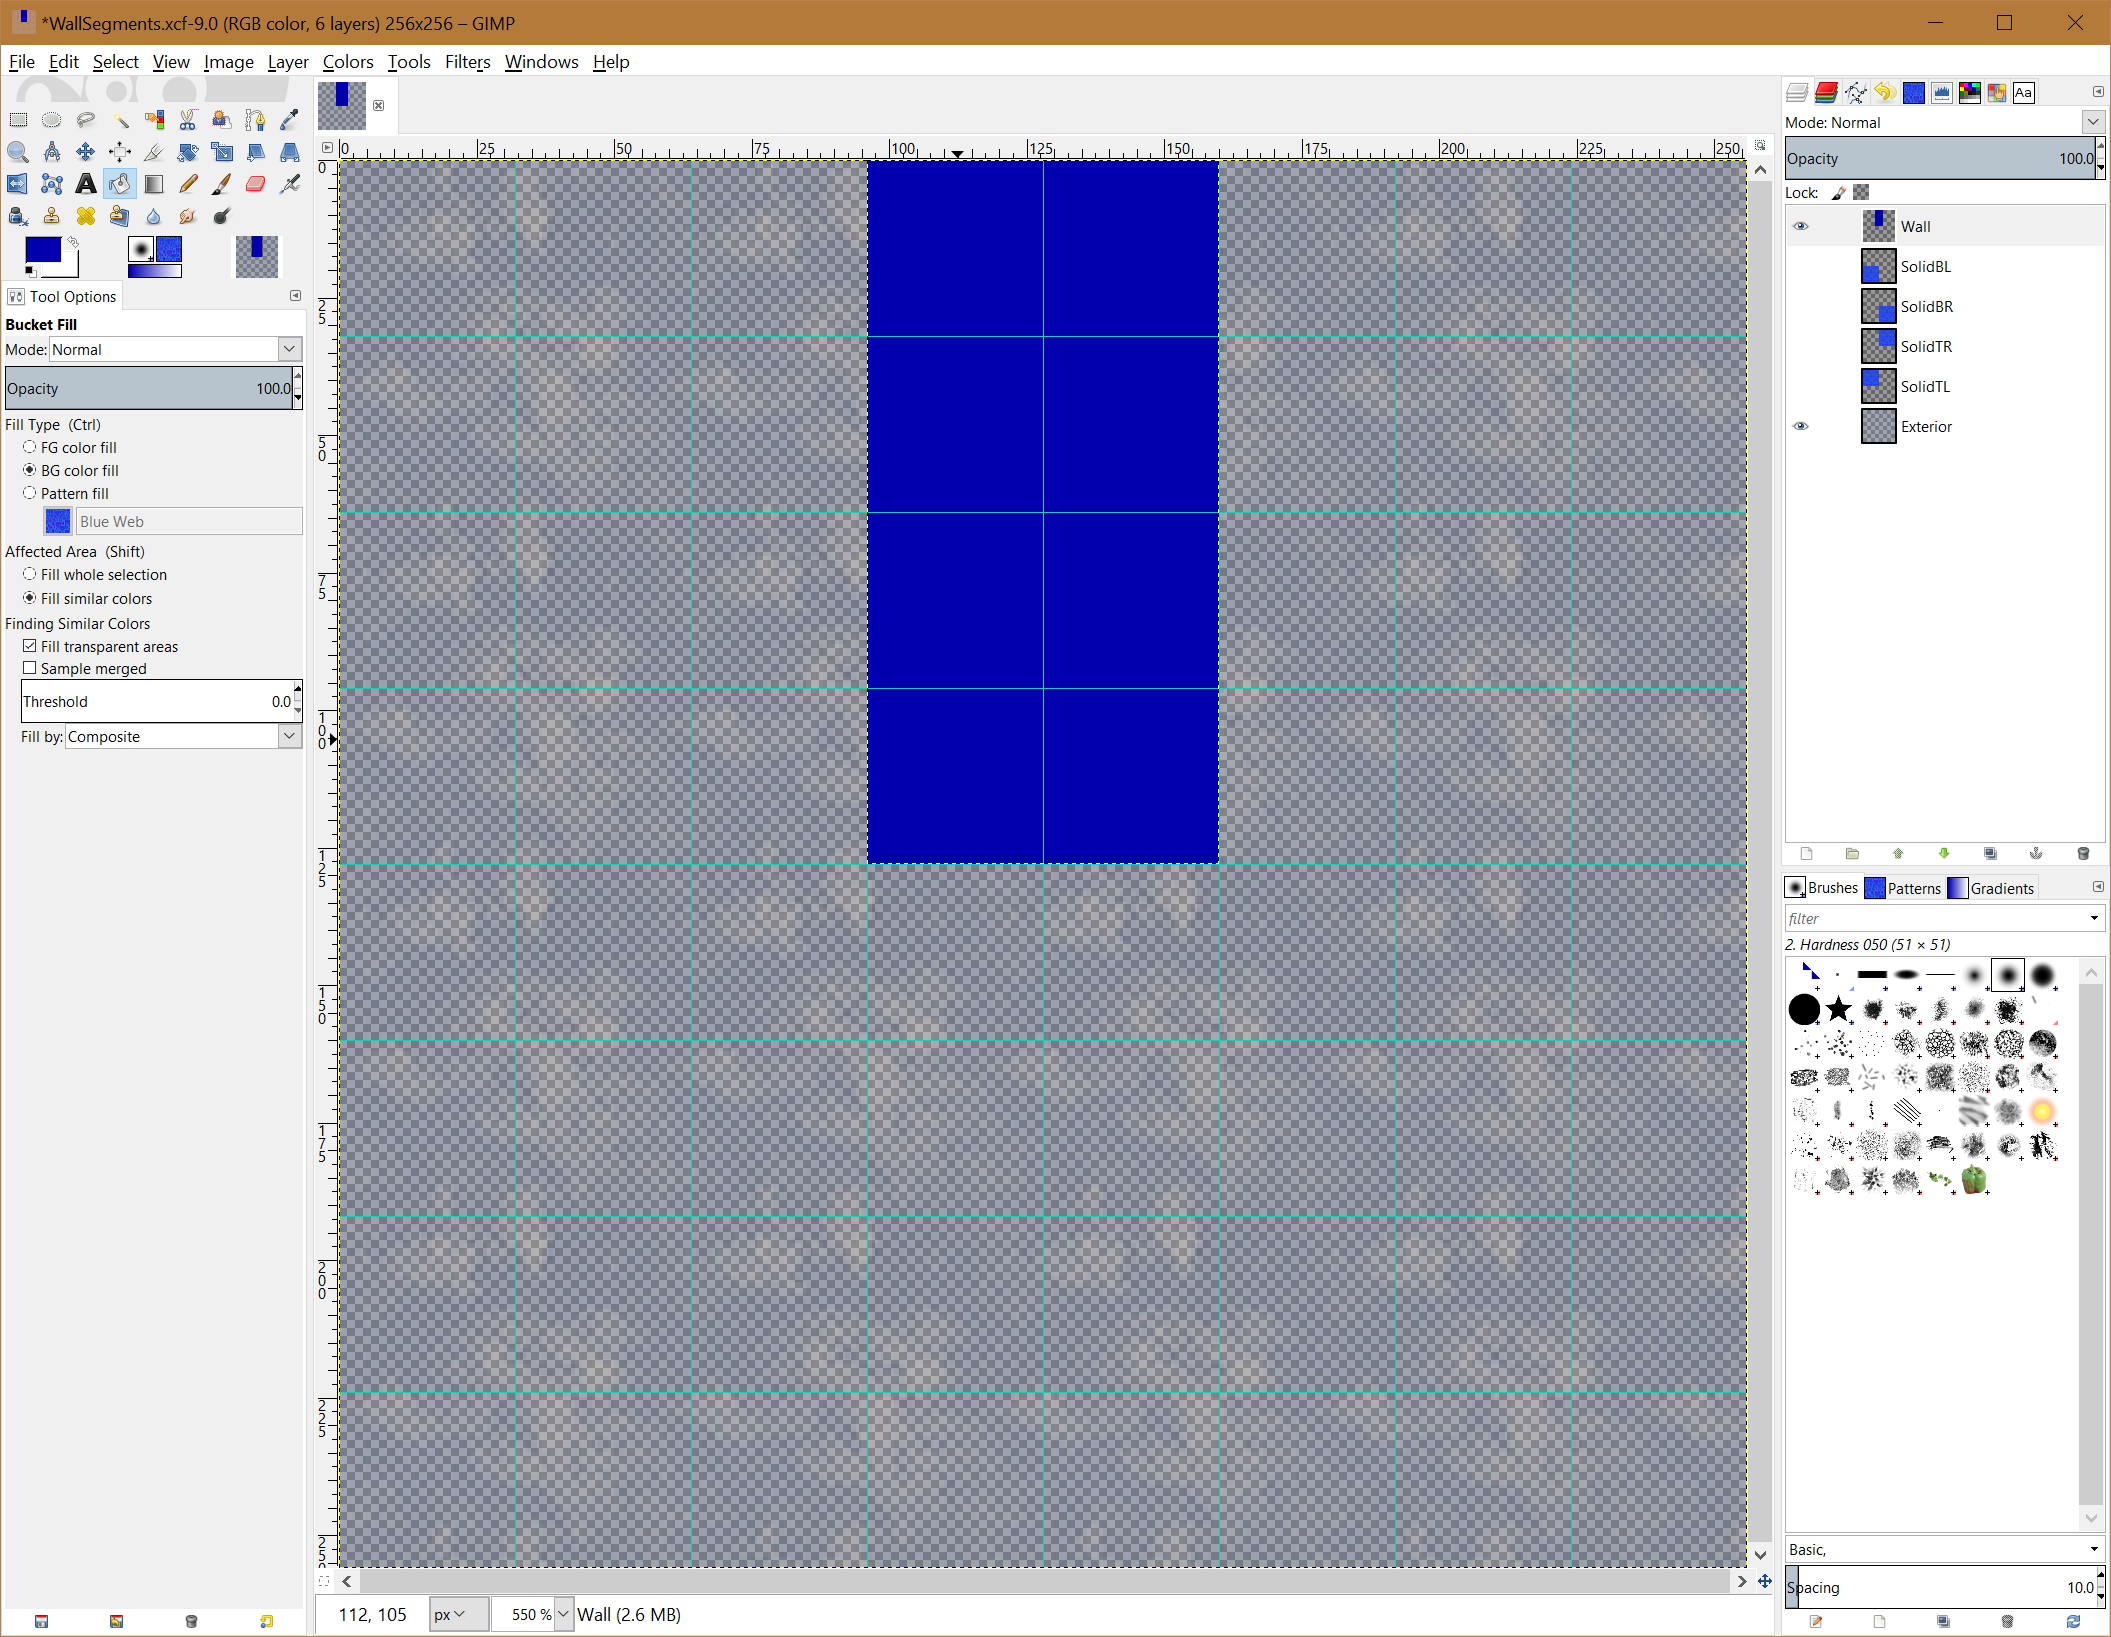 *WallSegments.xcf-9.0 (RGB color, 6 layers) 256x256 – GIMP
File Edit Select View Image Layer Colors Tools Filters Windows Help
Tool Options
Bucket Fill
Mode: Normal
Opacity 100.0
Fill Type (Ctrl)
FG color fill
BG color fill
Pattern fill
Blue Web
Affected Area (Shift)
Fill whole selection
Fill similar colors
Finding Similar Colors
Fill transparent areas
Sample merged
Threshold 0.0
Fill by: Composite
0 25 50 75 100 125 150 175 200 225 250
0
25
50
75
100
125
150
175
200
225
250
112, 105 px 550 % Wall (2.6 MB)
Aa
Mode: Normal
Opacity 100.0
Lock:
Wall
SolidBL
SolidBR
SolidTR
SolidTL
Exterior
Brushes Patterns Gradients
filter
2. Hardness 050 (51 × 51)
Basic,
Spacing 10.0